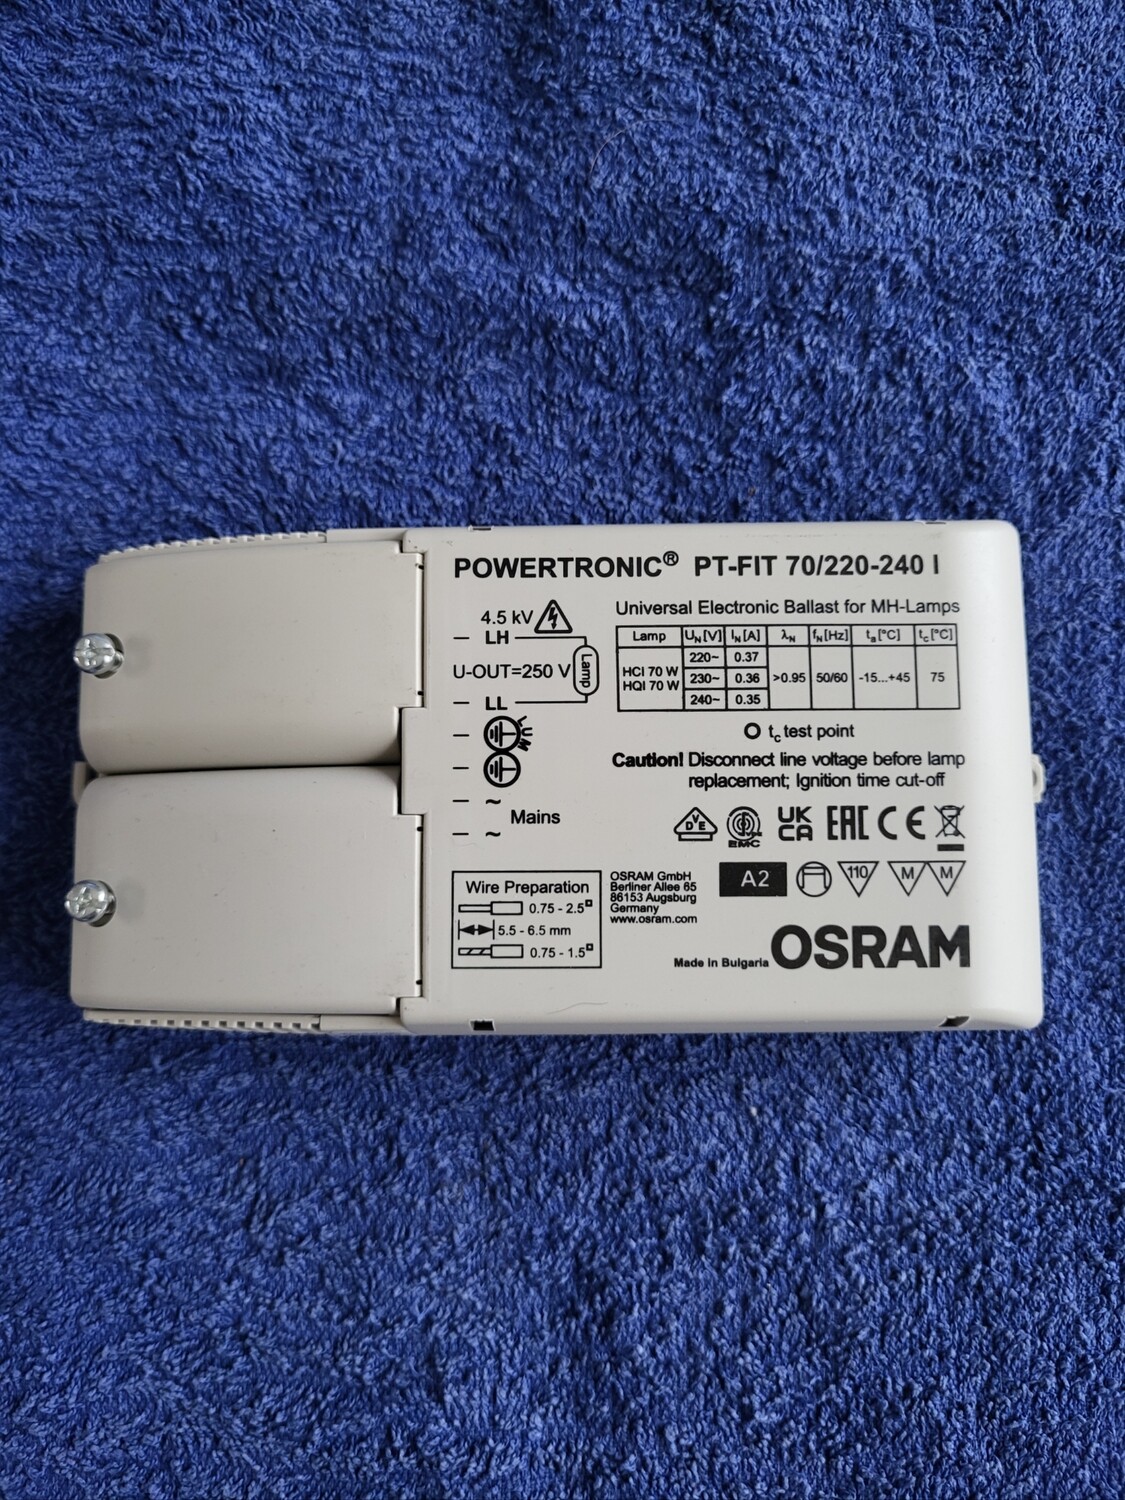 POWERTRONIC® PT-FIT 70/220-240 I
4.5 kV
LH
U-OUT=250 V
Lamp
LL
LUM
~
Mains
~
Universal Electronic Ballast for MH-Lamps
Lamp UN[V] IN[A] λN fN[Hz] ta[°C] tc[°C]
HCI 70 W
HQI 70 W
220~ 0.37
230~ 0.36 >0.95 50/60 -15...+45 75
240~ 0.35
tc test point
Caution! Disconnect line voltage before lamp
replacement; Ignition time cut-off
DVE EMC UK CA EAC CE
A2 110 M M
Wire Preparation
0.75 - 2.5
5.5 - 6.5 mm
0.75 - 1.5
OSRAM GmbH
Berliner Allee 65
86153 Augsburg
Germany
www.osram.com
Made in Bulgaria
OSRAM